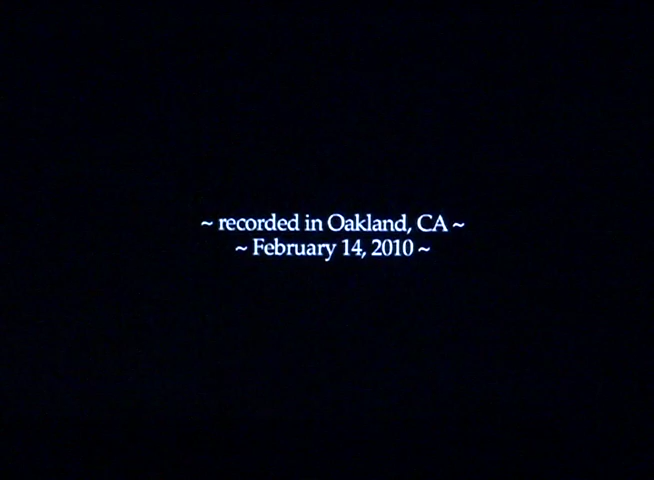 ~ recorded in Oakland, CA ~
~ February 14, 2010 ~